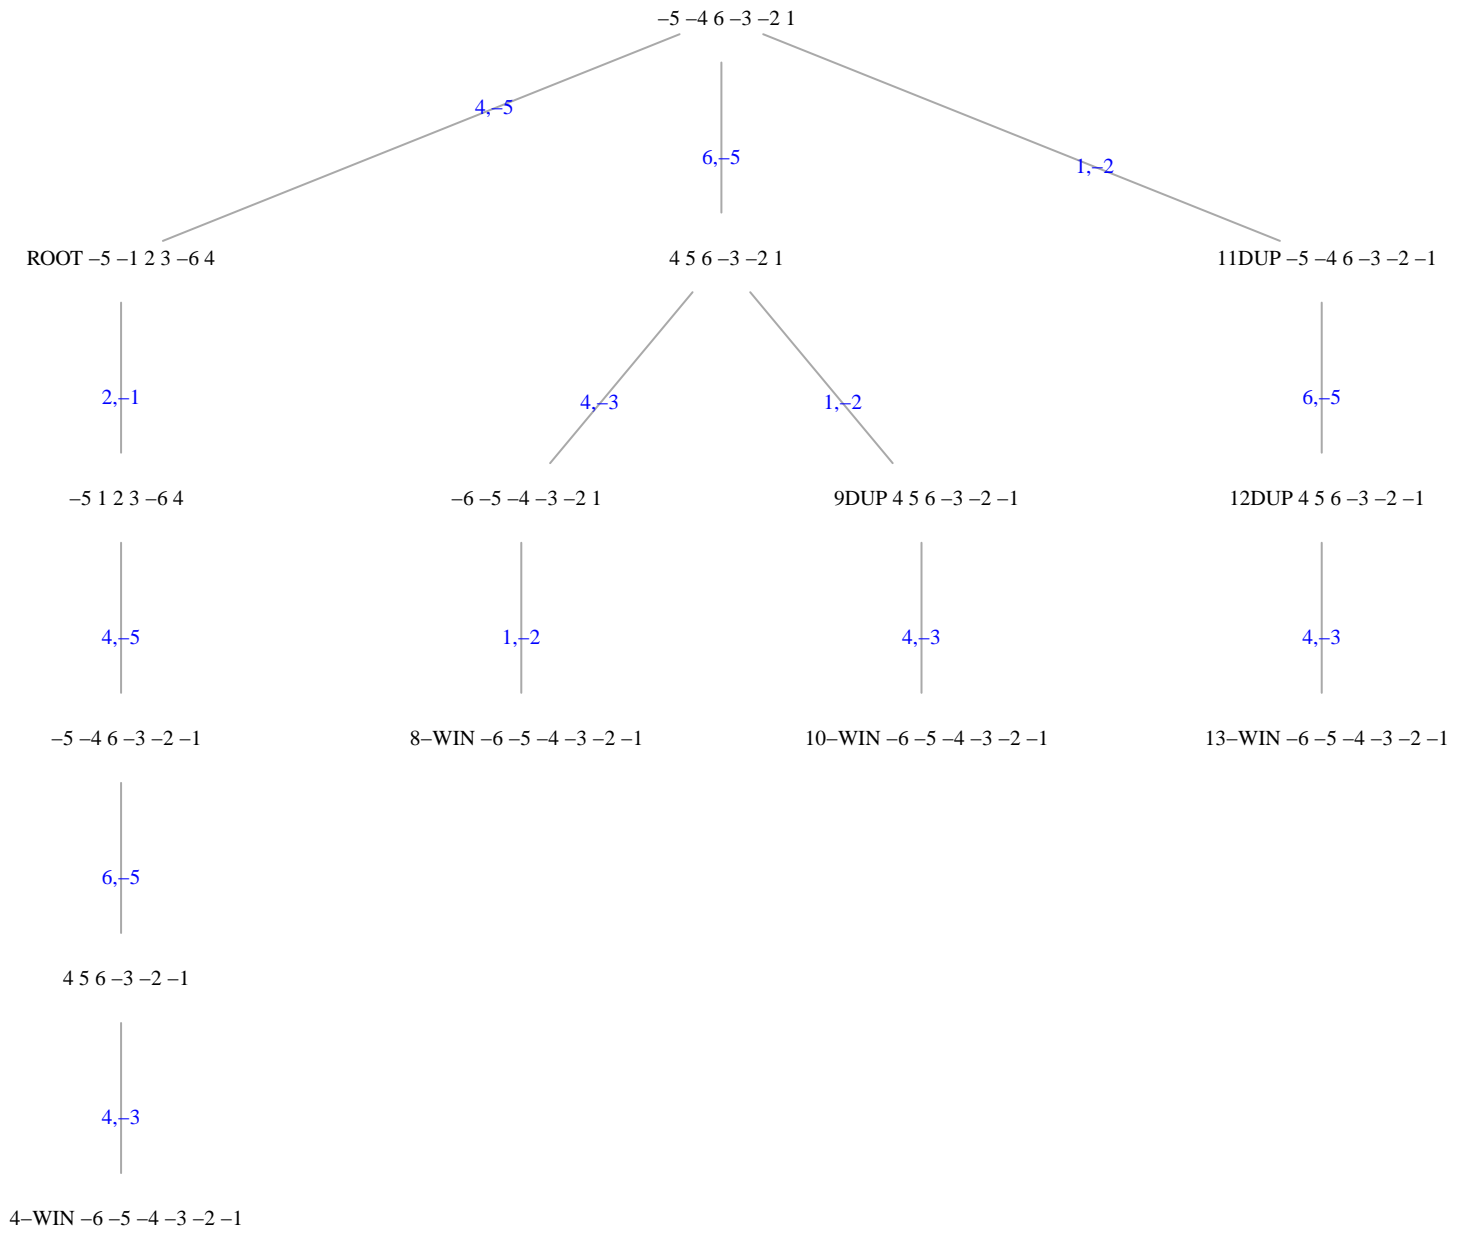 –5 –4 6 –3 –2 1
4,–5
6,–5
1,–2
ROOT –5 –1 2 3 –6 4
4 5 6 –3 –2 1
11DUP –5 –4 6 –3 –2 –1
2,–1
4,–3
1,–2
6,–5
–5 1 2 3 –6 4
–6 –5 –4 –3 –2 1
9DUP 4 5 6 –3 –2 –1
12DUP 4 5 6 –3 –2 –1
4,–5
1,–2
4,–3
4,–3
–5 –4 6 –3 –2 –1
8–WIN –6 –5 –4 –3 –2 –1
10–WIN –6 –5 –4 –3 –2 –1
13–WIN –6 –5 –4 –3 –2 –1
6,–5
4 5 6 –3 –2 –1
4,–3
4–WIN –6 –5 –4 –3 –2 –1